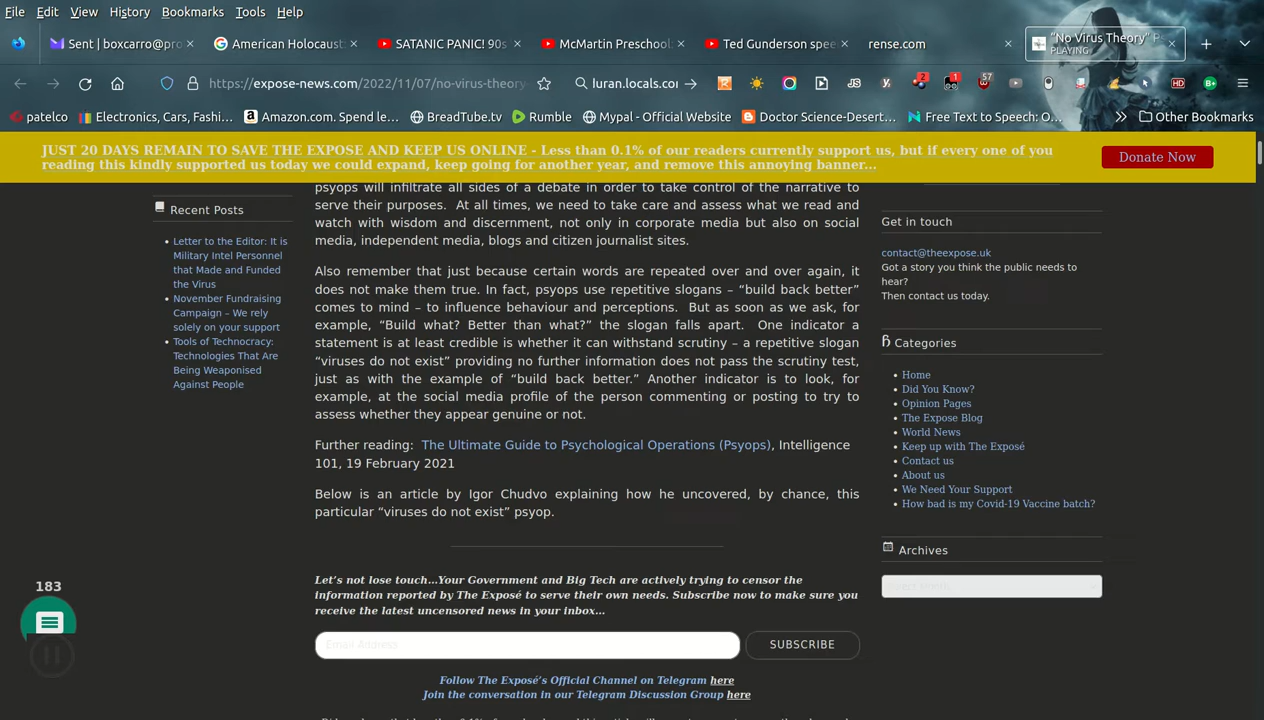 File Edit View History Bookmarks Tools Help
Sent | boxcarro@pro
American Holocaust:
SATANIC PANIC! 90s
McMartin Preschool:
Ted Gunderson spee
rense.com
"No Virus Theory" P
PLAYING
https://expose-news.com/2022/11/07/no-virus-theory-
luran.locals.co
JS
2
1
57
HD
B+
patelco
Electronics, Cars, Fashi...
Amazon.com. Spend le...
BreadTube.tv
Rumble
Mypal - Official Website
Doctor Science-Desert...
Free Text to Speech: O...
Other Bookmarks
JUST 20 DAYS REMAIN TO SAVE THE EXPOSE AND KEEP US ONLINE - Less than 0.1% of our readers currently support us, but if every one of you
reading this kindly supported us today we could expand, keep going for another year, and remove this annoying banner...
Donate Now
Recent Posts
Letter to the Editor: It is
Military Intel Personnel
that Made and Funded
the Virus
November Fundraising
Campaign – We rely
solely on your support
Tools of Technocracy:
Technologies That Are
Being Weaponised
Against People
183
psyops will infiltrate all sides of a debate in order to take control of the narrative to
serve their purposes. At all times, we need to take care and assess what we read and
watch with wisdom and discernment, not only in corporate media but also on social
media, independent media, blogs and citizen journalist sites.
Also remember that just because certain words are repeated over and over again, it
does not make them true. In fact, psyops use repetitive slogans – “build back better”
comes to mind – to influence behaviour and perceptions. But as soon as we ask, for
example, “Build what? Better than what?” the slogan falls apart. One indicator a
statement is at least credible is whether it can withstand scrutiny – a repetitive slogan
“viruses do not exist” providing no further information does not pass the scrutiny test,
just as with the example of “build back better.” Another indicator is to look, for
example, at the social media profile of the person commenting or posting to try to
assess whether they appear genuine or not.
Further reading: The Ultimate Guide to Psychological Operations (Psyops), Intelligence
101, 19 February 2021
Below is an article by Igor Chudvo explaining how he uncovered, by chance, this
particular “viruses do not exist” psyop.
Let’s not lose touch…Your Government and Big Tech are actively trying to censor the
information reported by The Exposé to serve their own needs. Subscribe now to make sure you
receive the latest uncensored news in your inbox…
Email Address
SUBSCRIBE
Follow The Exposé’s Official Channel on Telegram here
Join the conversation in our Telegram Discussion Group here
Get in touch
contact@theexpose.uk
Got a story you think the public needs to
hear?
Then contact us today.
Categories
Home
Did You Know?
Opinion Pages
The Expose Blog
World News
Keep up with The Exposé
Contact us
About us
We Need Your Support
How bad is my Covid-19 Vaccine batch?
Archives